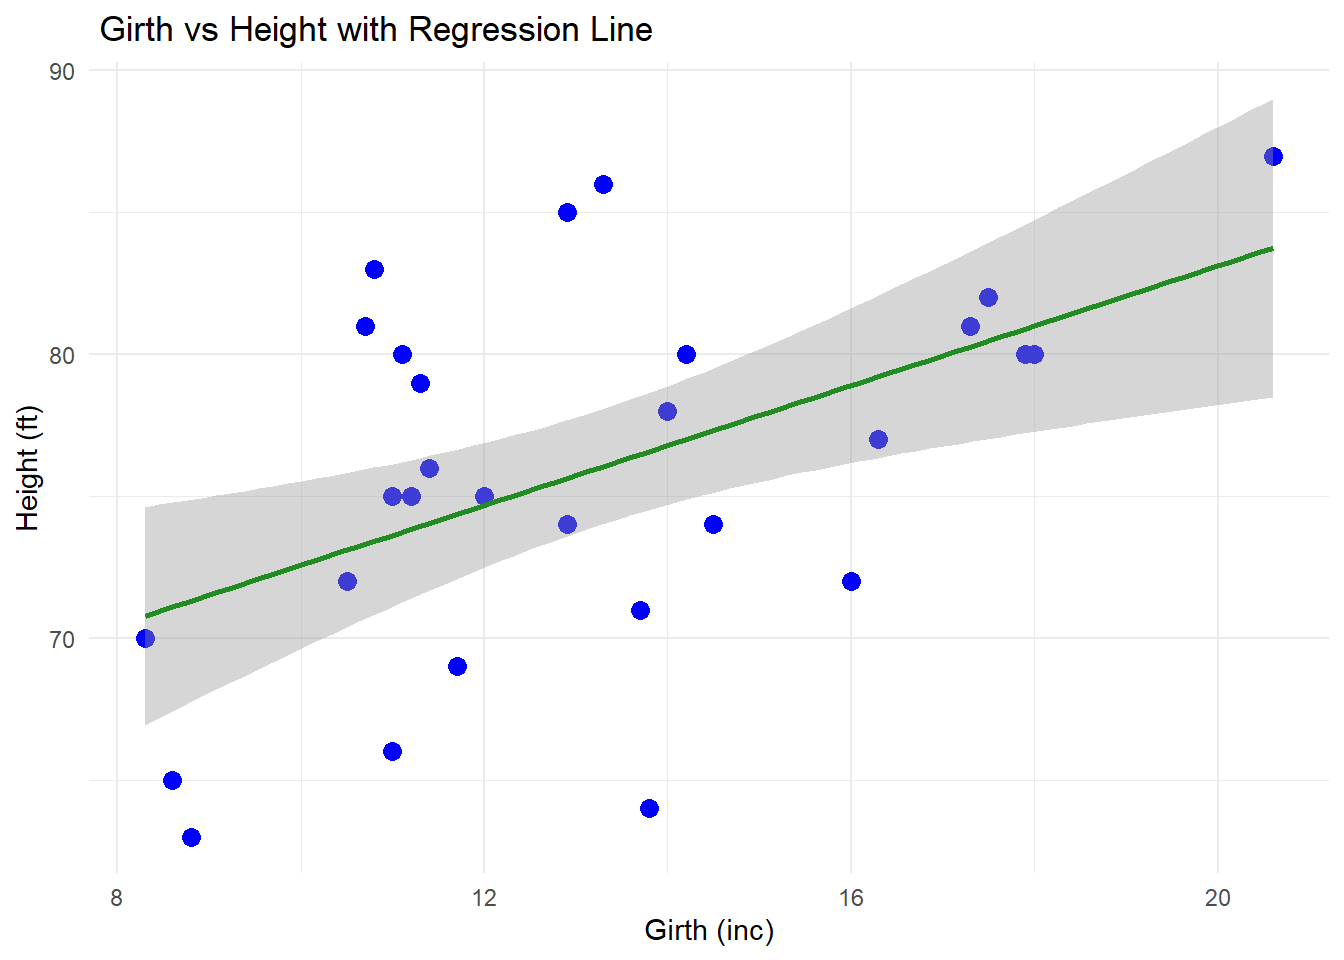 Girth vs Height with Regression Line
90
80
70
Height (ft)
8 12 16 20
Girth (inc)